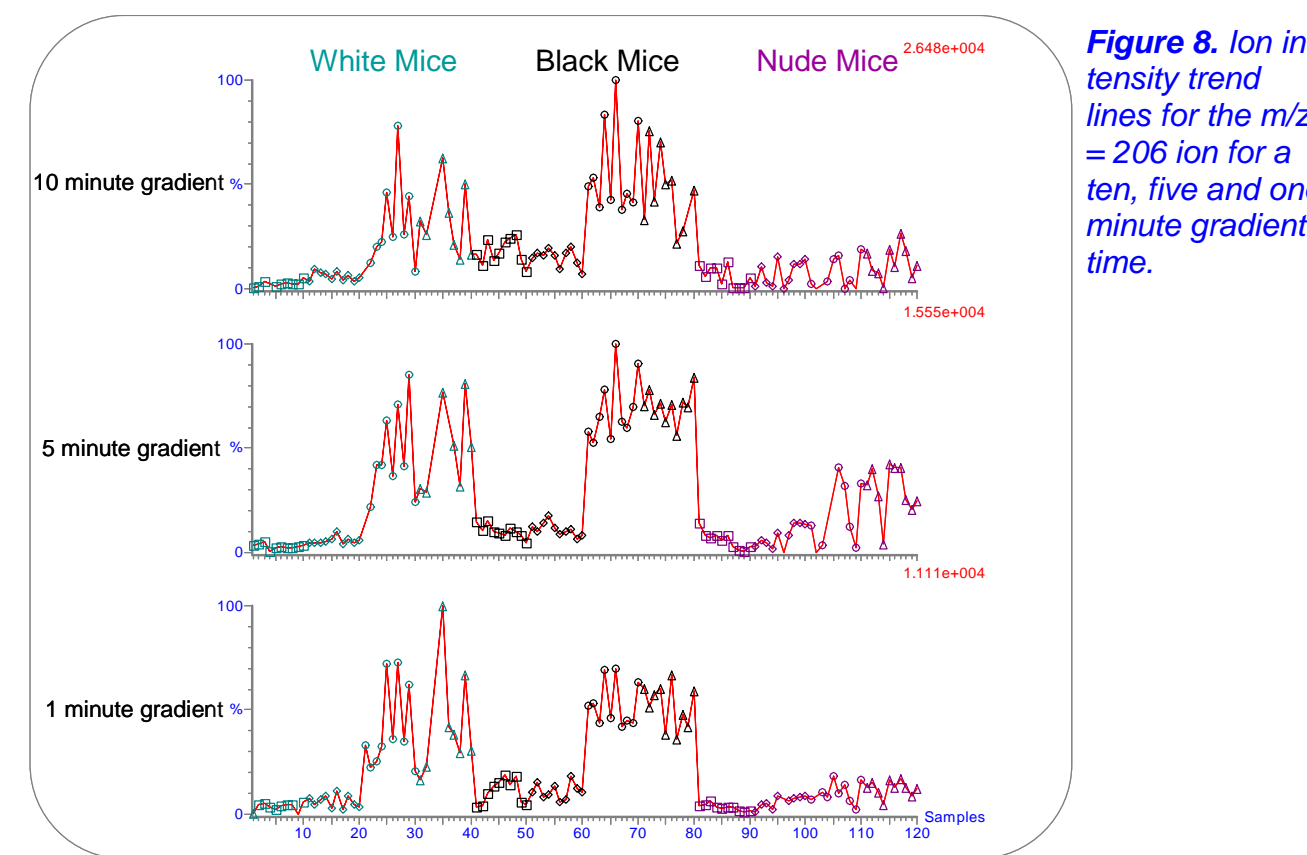 White Mice Black Mice Nude Mice 2.648e+004
100
10 minute gradient %
0
1.555e+004
100
5 minute gradient %
0
1.111e+004
100
1 minute gradient %
0
10 20 30 40 50 60 70 80 90 100 110 120 Samples
Figure 8. Ion in
tensity trend
lines for the m/z
= 206 ion for a
ten, five and one
minute gradient
time.